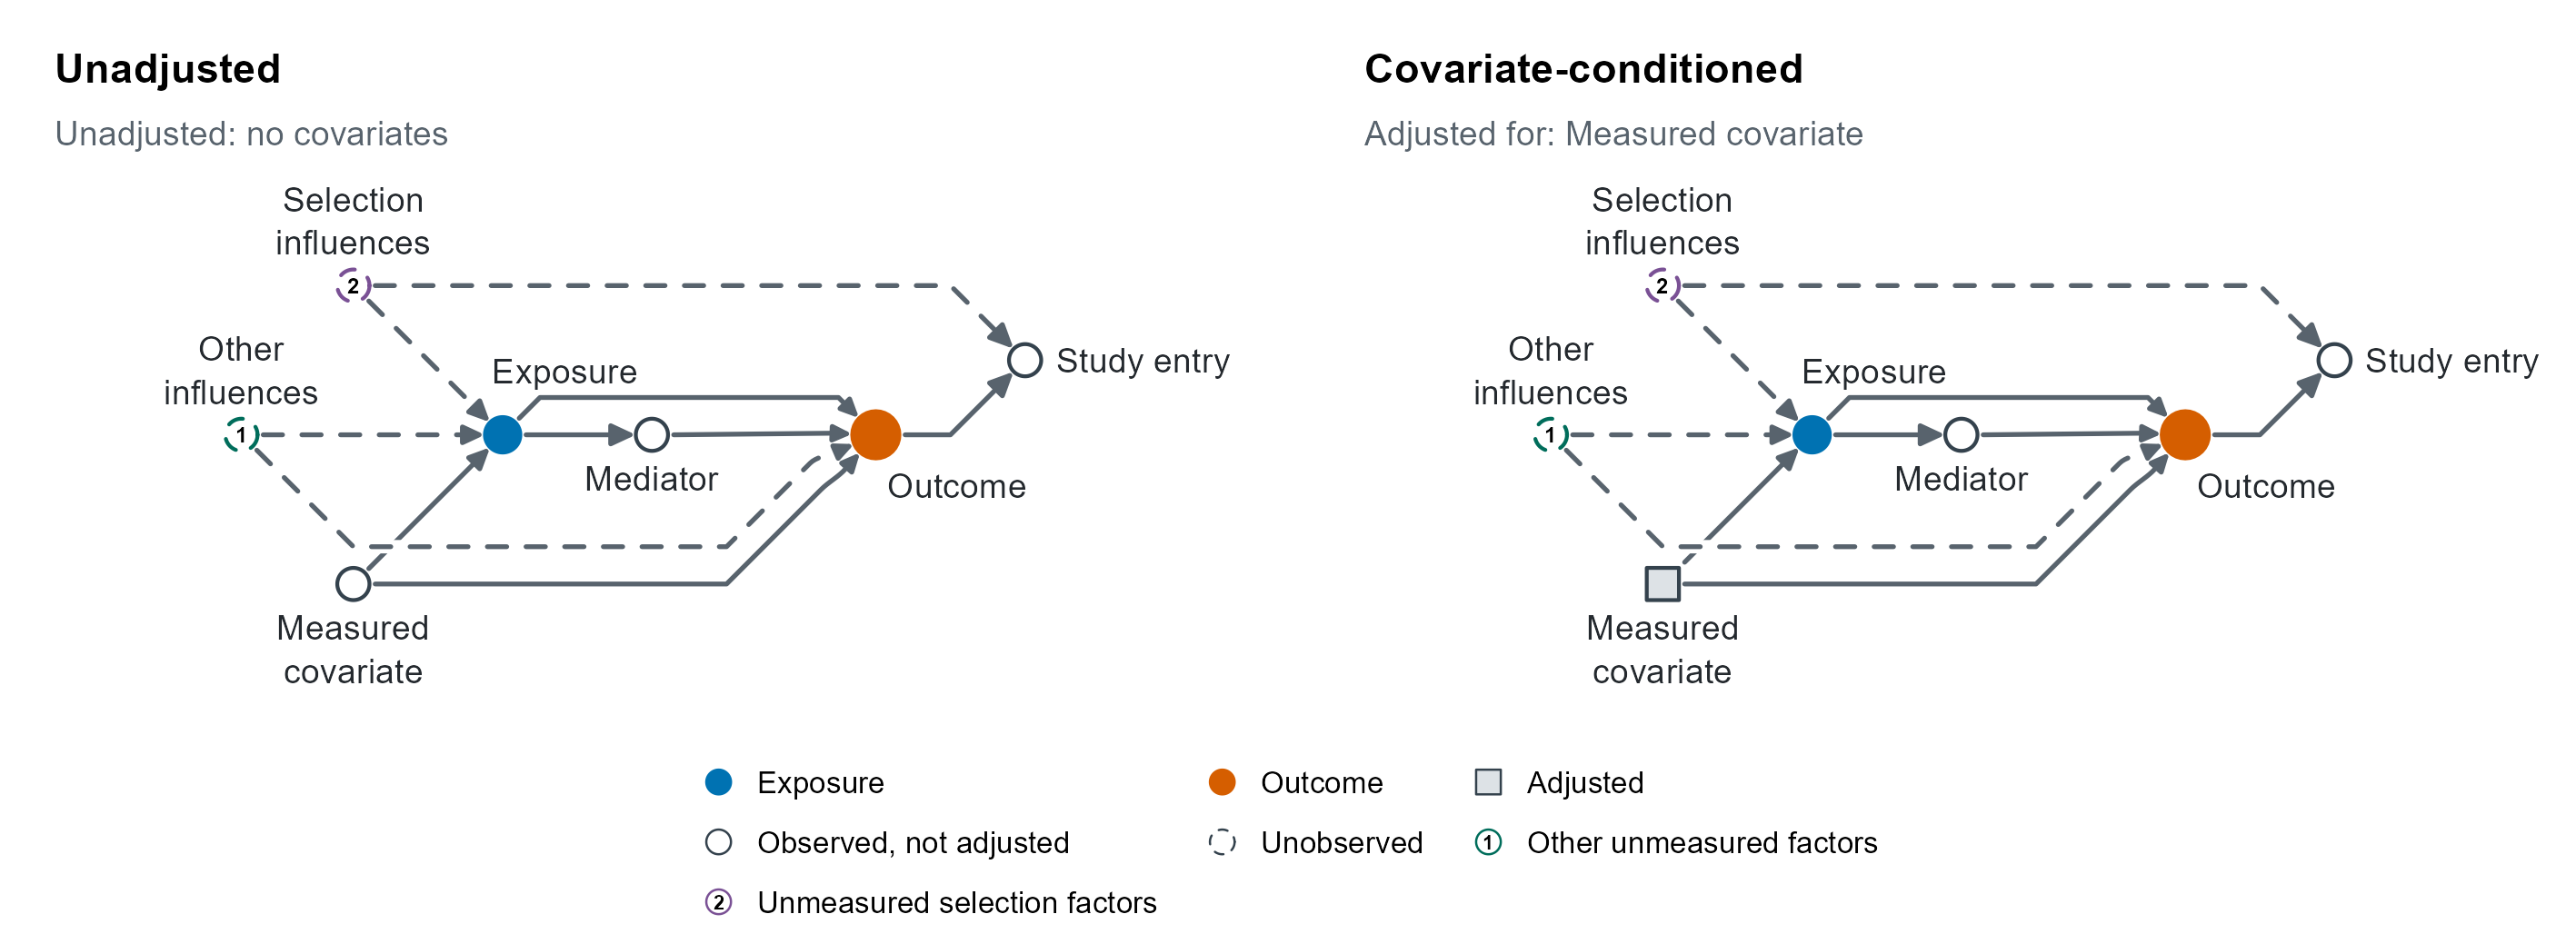 Unadjusted
Unadjusted: no covariates
Selection
influences
2
Other
influences
1
Exposure
Mediator
Outcome
Study entry
Measured
covariate
Covariate-conditioned
Adjusted for: Measured covariate
Selection
influences
2
Other
influences
1
Exposure
Mediator
Outcome
Study entry
Measured
covariate
Exposure
Outcome
Adjusted
Observed, not adjusted
Unobserved
1 Other unmeasured factors
2 Unmeasured selection factors